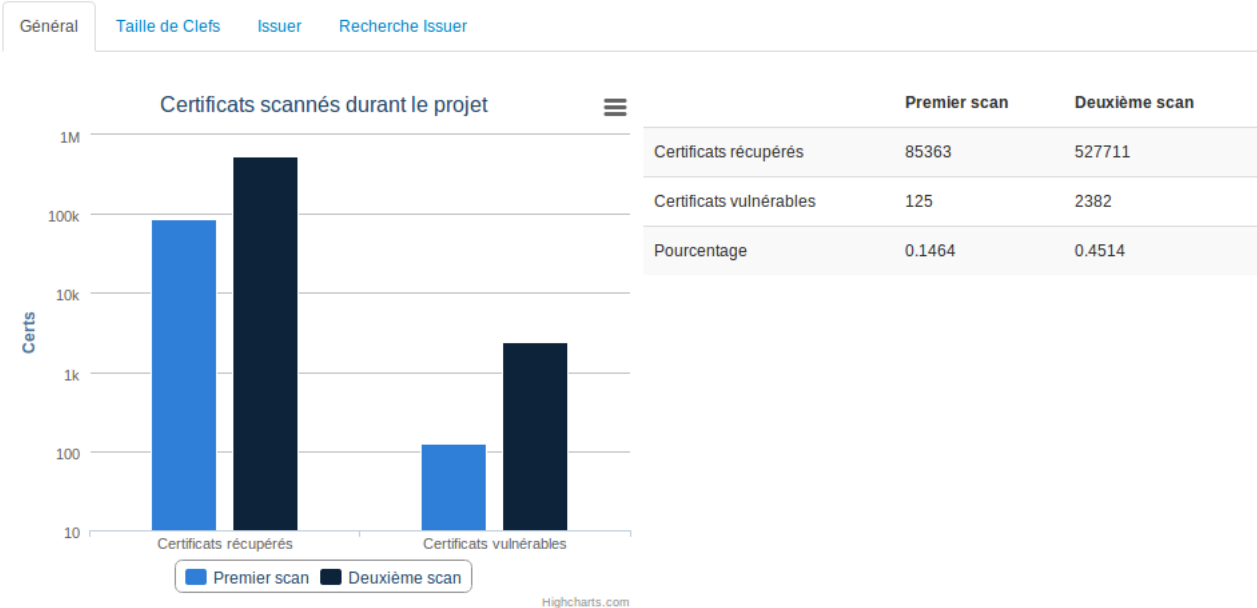 Général Taille de Clefs Issuer Recherche Issuer
Certificats scannés durant le projet
1M
100k
10k
1k
100
10
Certs
Certificats récupérés Certificats vulnérables
Premier scan Deuxième scan
Highcharts.com
Premier scan Deuxième scan
Certificats récupérés 85363 527711
Certificats vulnérables 125 2382
Pourcentage 0.1464 0.4514